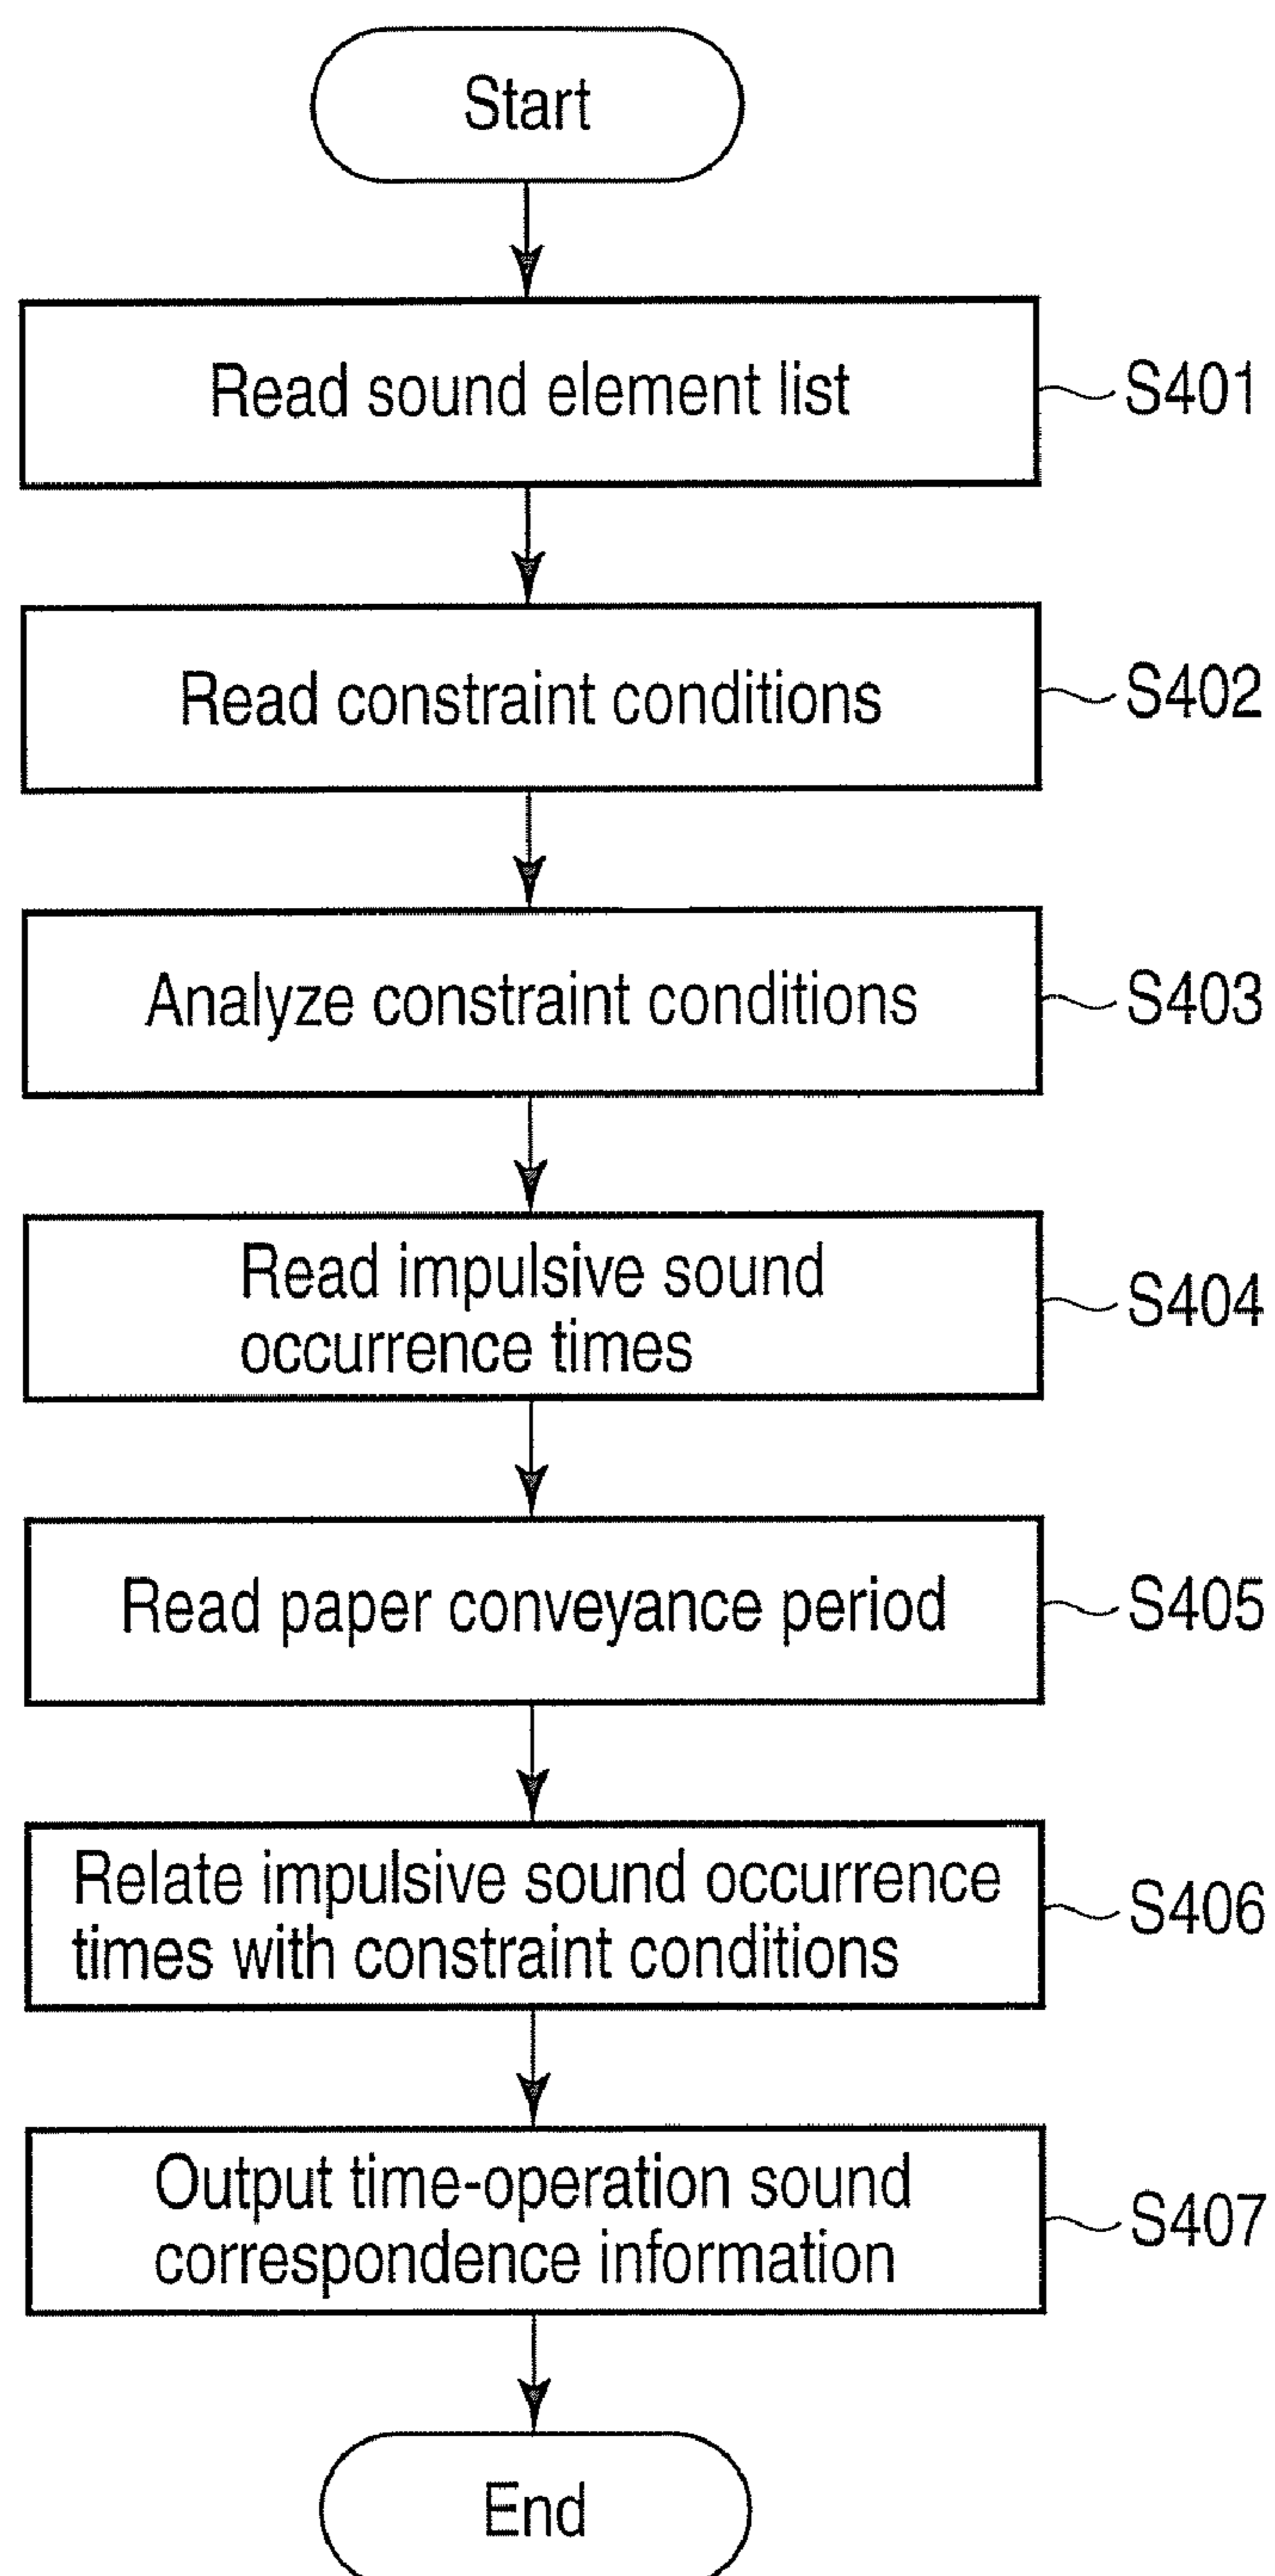 Start
Read sound element list
S401
Read constraint conditions
S402
Analyze constraint conditions
S403
Read impulsive sound
occurrence times
S404
Read paper conveyance period
S405
Relate impulsive sound occurrence
times with constraint conditions
S406
Output time-operation sound
correspondence information
S407
End